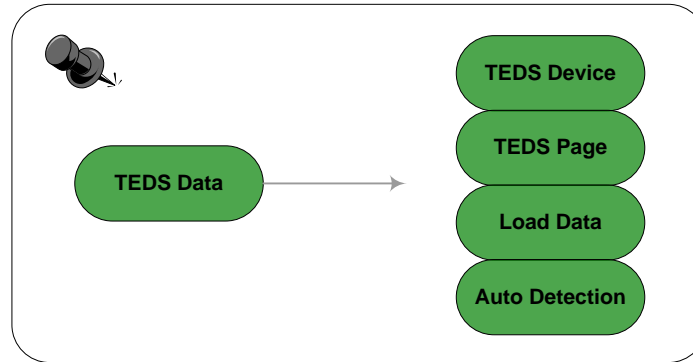 TEDS Data
TEDS Device
TEDS Page
Load Data
Auto Detection